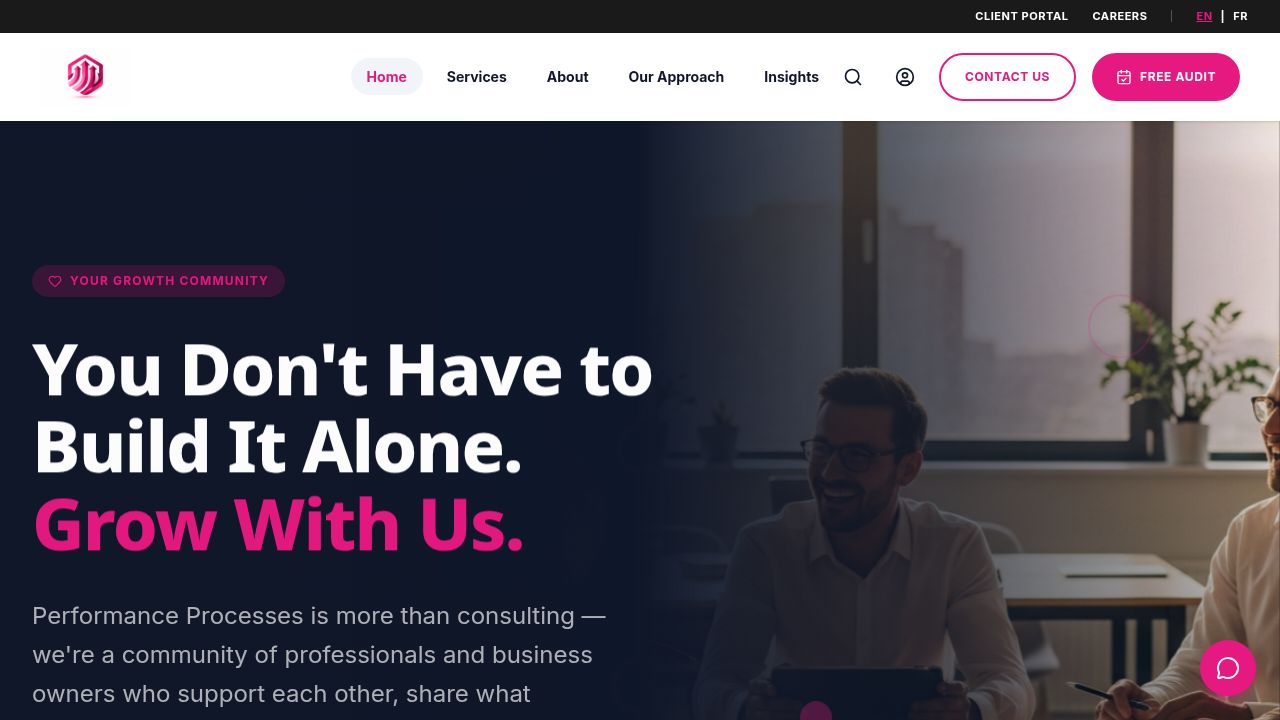 CLIENT PORTAL CAREERS EN | FR
Home Services About Our Approach Insights CONTACT US FREE AUDIT
YOUR GROWTH COMMUNITY
You Don't Have to
Build It Alone.
Grow With Us.
Performance Processes is more than consulting —
we're a community of professionals and business
owners who support each other, share what